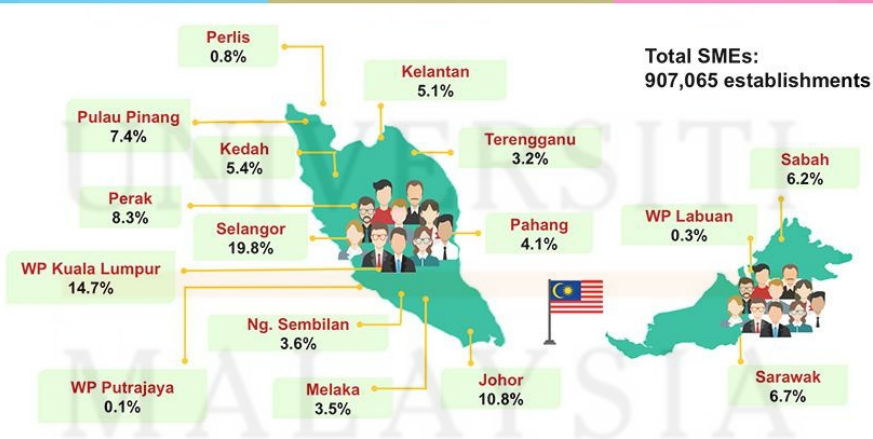 Perlis
0.8%
Total SMEs:
907,065 establishments
Kelantan
5.1%
Pulau Pinang
7.4%
Kedah
5.4%
Terengganu
3.2%
Sabah
6.2%
Perak
8.3%
Selangor
19.8%
Pahang
4.1%
WP Labuan
0.3%
WP Kuala Lumpur
14.7%
Ng. Sembilan
3.6%
WP Putrajaya
0.1%
Melaka
3.5%
Johor
10.8%
Sarawak
6.7%
UNIVERSITI
MALAYSIA